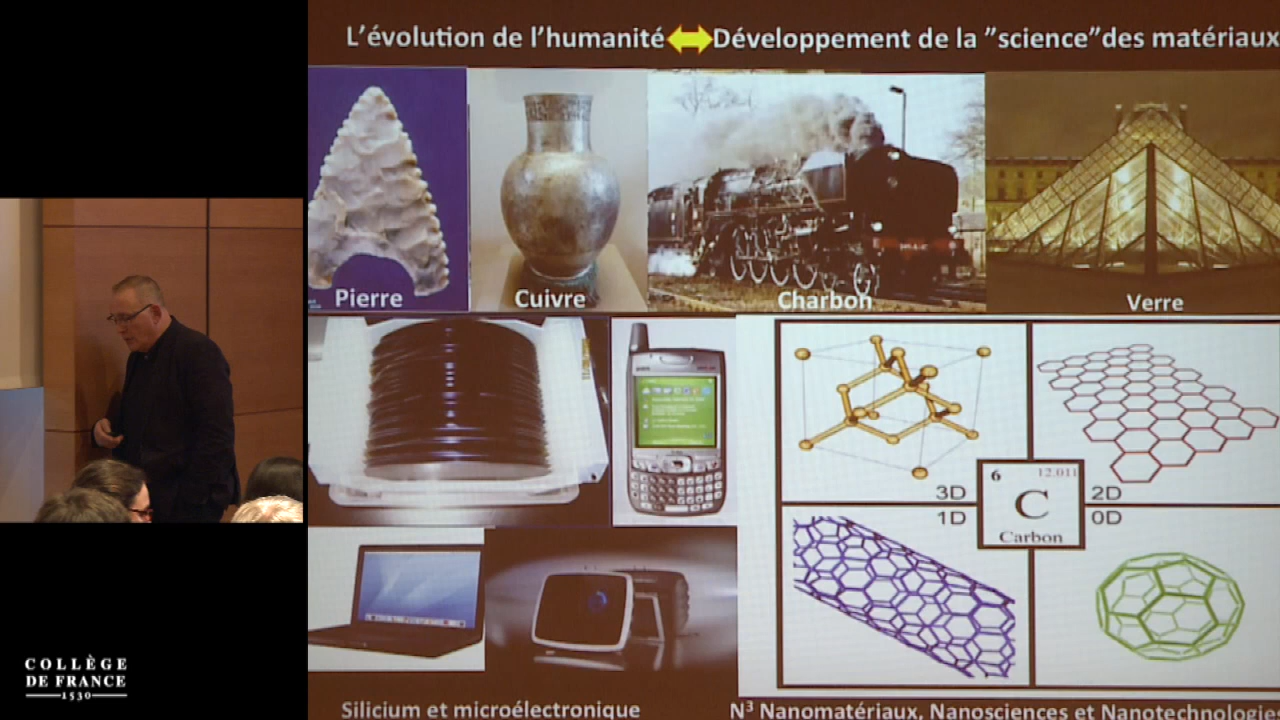 L'évolution de l'humanité Développement de la "science"des matériaux
Pierre
Cuivre
Charbon
Verre
6
12.011
C
Carbon
3D
2D
1D
0D
Silicium et microélectronique
N³ Nanomatériaux, Nanosciences et Nanotechnologies
COLLÈGE
DE FRANCE
1530